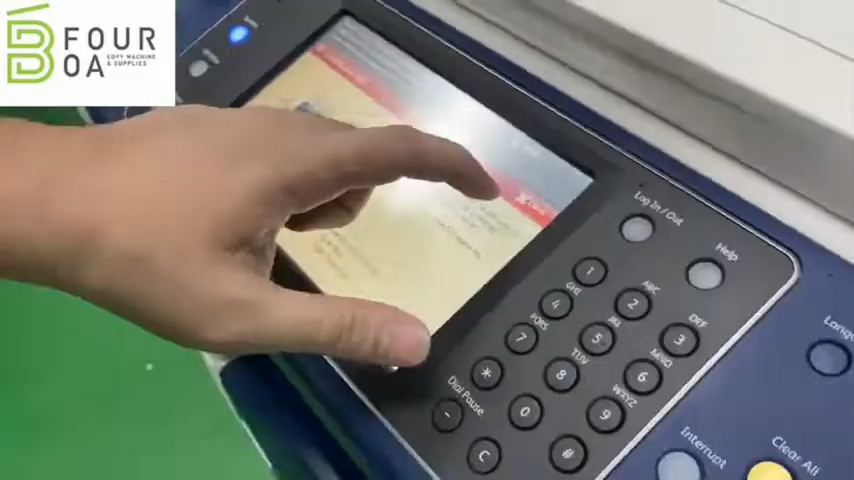 FOUR
COPY MACHINE
OA & SUPPLIES
Log In / Out
Help
1
ABC
2
DEF
3
GHI
4
JKL
5
MNO
6
PQRS
7
TUV
8
WXYZ
9
*
0
#
Dial Pause
-
C
Interrupt
Clear All